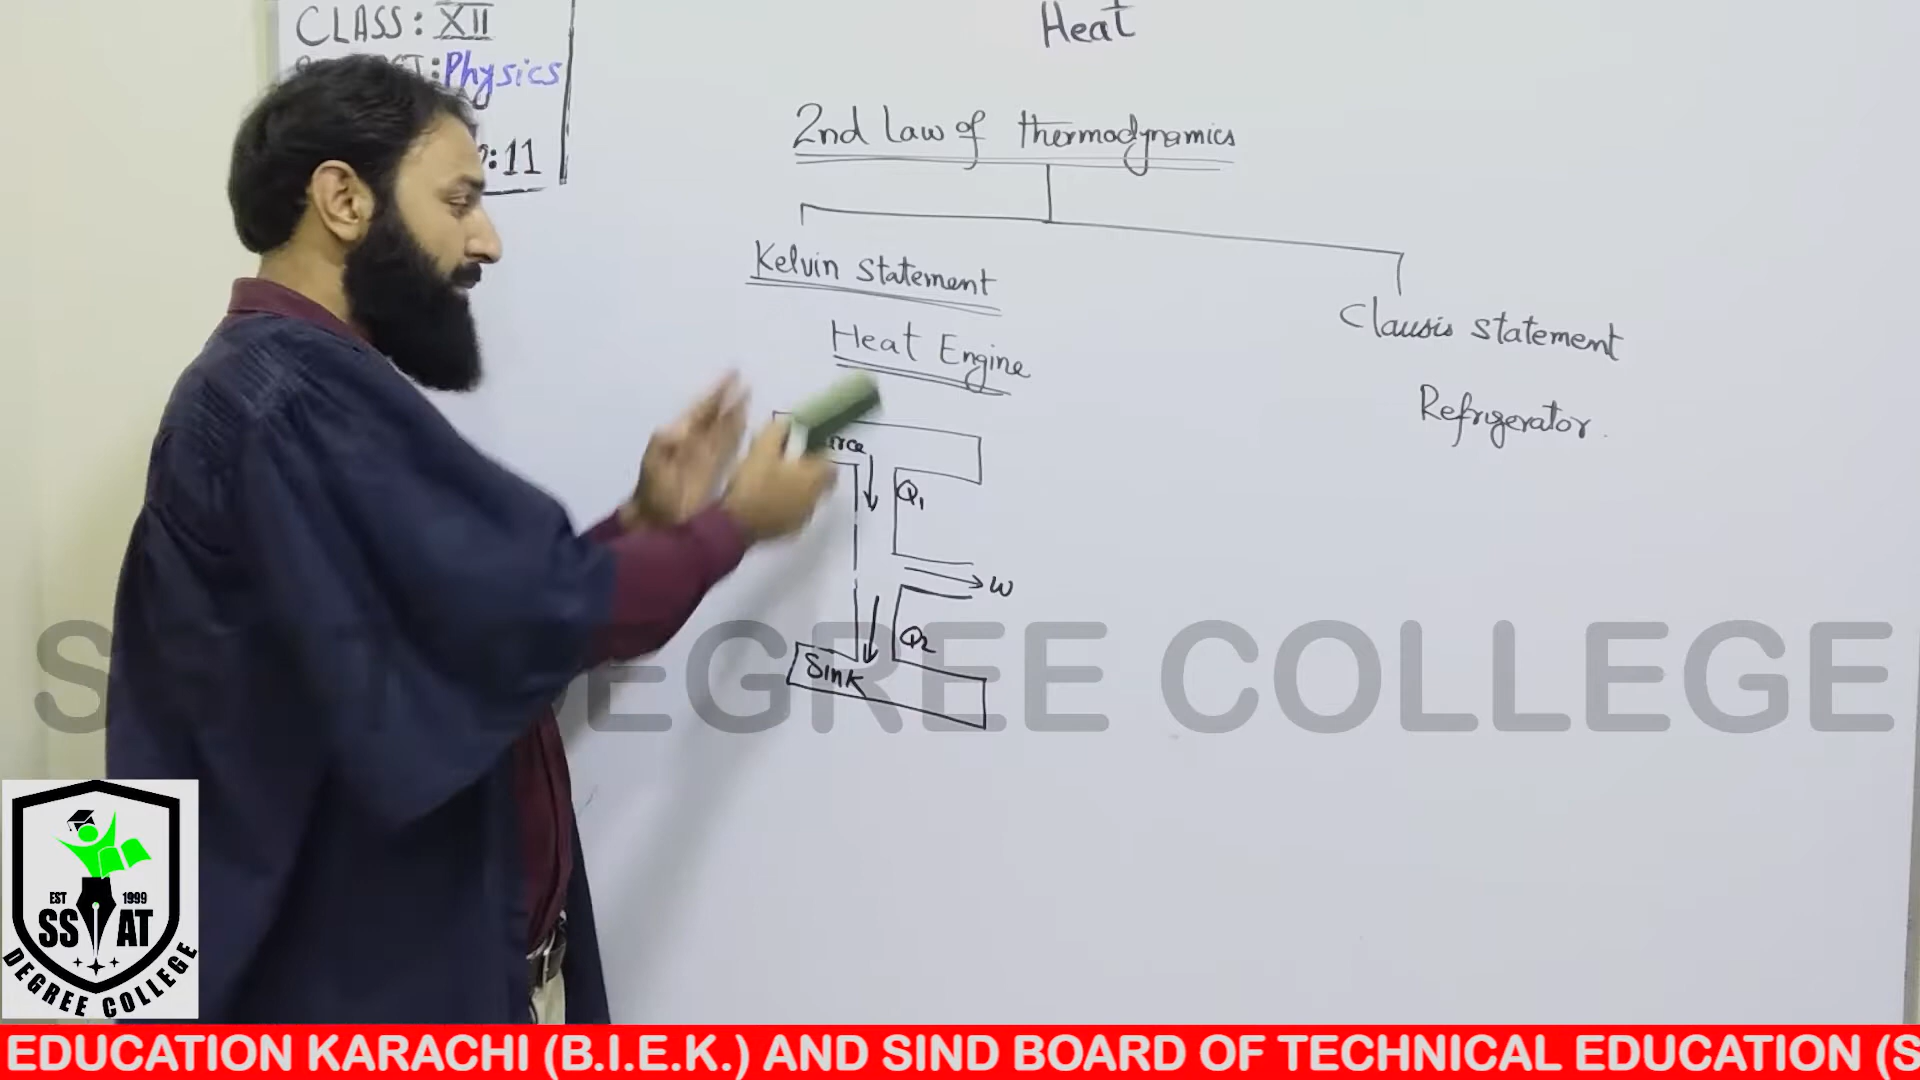 CLASS: XII
Physics
:11
Heat
2nd Law of thermodynamics
Kelvin statement
Heat Engine
Clausis statement
Refrigerator.
Q1
W
Q2
Sink
DEGREE COLLEGE
EST 1999
SS AT
DEGREE COLLEGE
EDUCATION KARACHI (B.I.E.K.) AND SIND BOARD OF TECHNICAL EDUCATION (S